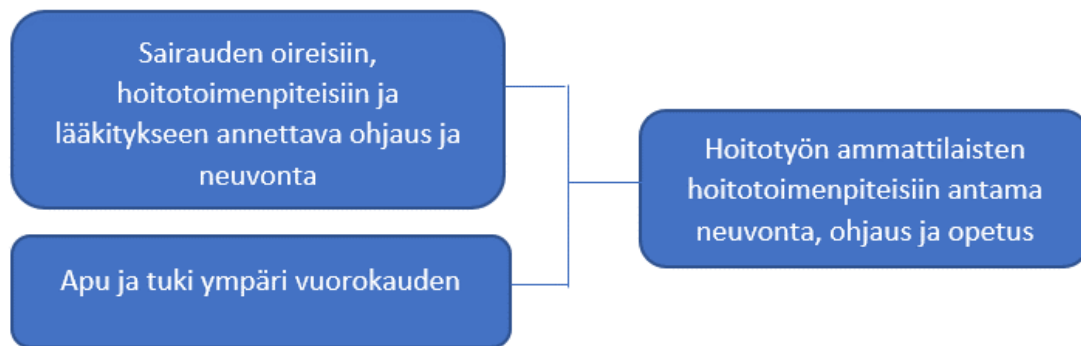 Sairauden oireisiin,
hoitotoimenpiteisiin ja
lääkitykseen annettava ohjaus ja
neuvonta
Apu ja tuki ympäri vuorokauden
Hoitotyön ammattilaisten
hoitotoimenpiteisiin antama
neuvonta, ohjaus ja opetus